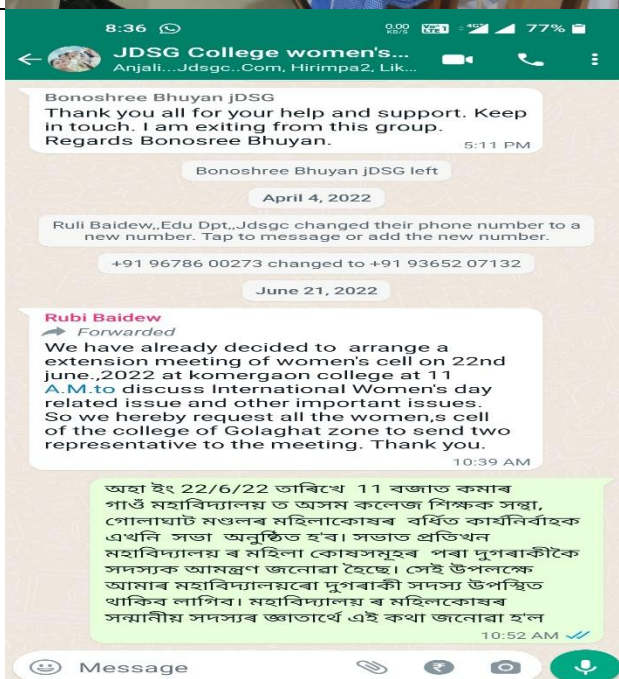 8:36
0.00 KB/S
4G
77%
JDSG College women's...
Anjali...Jdsgc..Com, Hirimpa2, Lik...
Bonoshree Bhuyan jDSG
Thank you all for your help and support. Keep
in touch. I am exiting from this group.
Regards Bonosree Bhuyan.
5:11 PM
Bonoshree Bhuyan jDSG left
April 4, 2022
Ruli Baidew,,Edu Dpt,,Jdsgc changed their phone number to a
new number. Tap to message or add the new number.
+91 96786 00273 changed to +91 93652 07132
June 21, 2022
Rubi Baidew
Forwarded
We have already decided to arrange a
extension meeting of women's cell on 22nd
june.,2022 at komergaon college at 11
A.M.to discuss International Women's day
related issue and other important issues.
So we hereby request all the women,s cell
of the college of Golaghat zone to send two
representative to the meeting. Thank you.
10:39 AM
অহা ইং 22/6/22 তাৰিখে 11 বজাত কমাৰ
গাওঁ মহাবিদ্যালয় ত অসম কলেজ শিক্ষক সন্থা,
গোলাঘাট মণ্ডলৰ মহিলাকোষৰ বৰ্ধিত কাৰ্যনিৰ্বাহক
এখনি সভা অনুষ্ঠিত হ'ব। সভাত প্ৰতিখন
মহাবিদ্যালয় ৰ মহিলা কোষসমূহৰ পৰা দুগৰাকীকৈ
সদস্যক আমন্ত্ৰণ জনোৱা হৈছে। সেই উপলক্ষে
আমাৰ মহাবিদ্যালয়ৰো দুগৰাকী সদস্য উপস্থিত
থাকিব লাগিব। মহাবিদ্যালয় ৰ মহিলকোষৰ
সন্মানীয় সদস্যৰ জ্ঞাতাৰ্থে এই কথা জনোৱা হ'ল
10:52 AM
Message